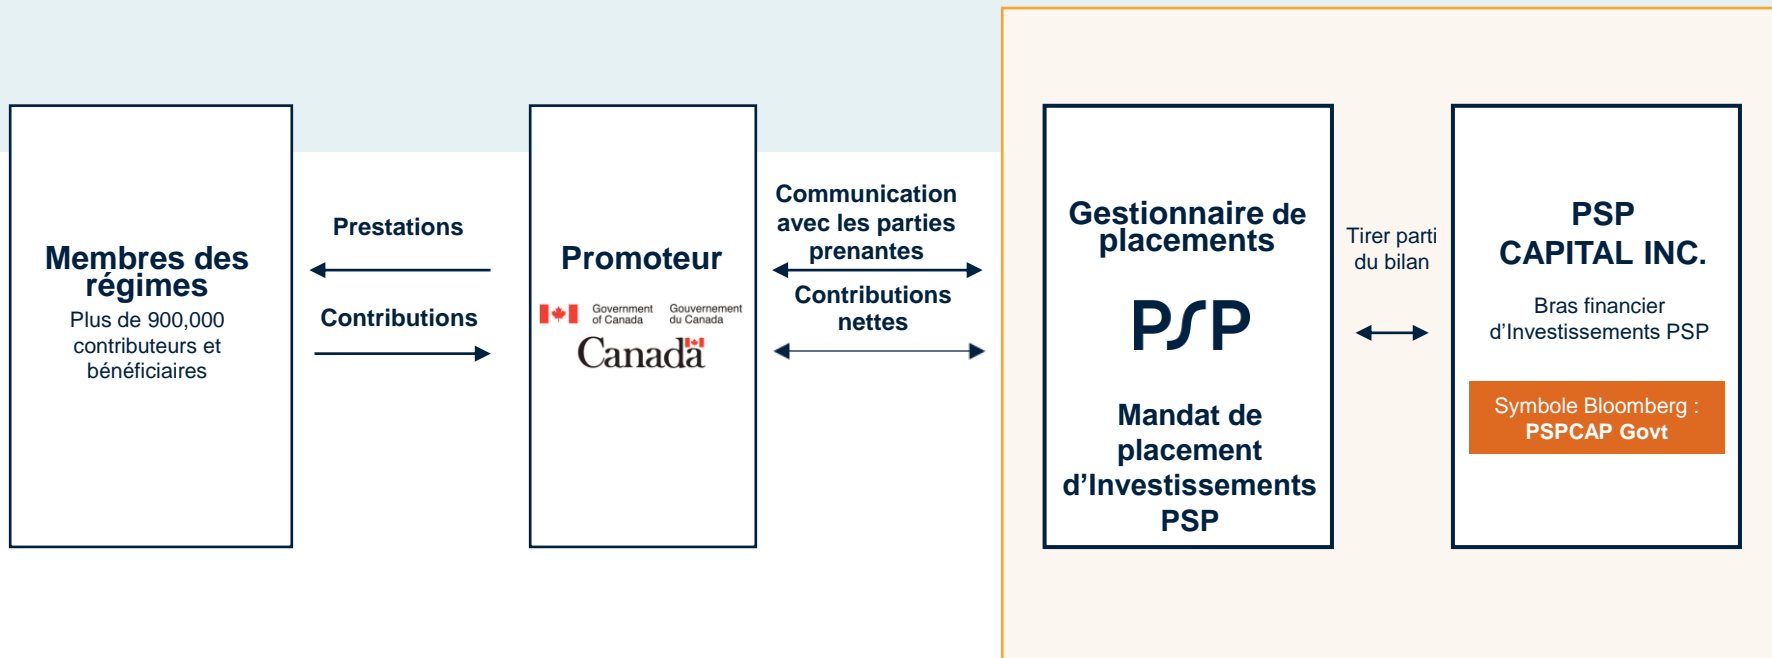 Membres des
régimes
Plus de 900,000
contributeurs et
bénéficiaires
Prestations
Contributions
Promoteur
Government
of Canada
Gouvernement
du Canada
Canada
Communication
avec les parties
prenantes
Contributions
nettes
Gestionnaire de
placements
PSP
Mandat de
placement
d’Investissements
PSP
Tirer parti
du bilan
PSP
CAPITAL INC.
Bras financier
d’Investissements PSP
Symbole Bloomberg :
PSPCAP Govt